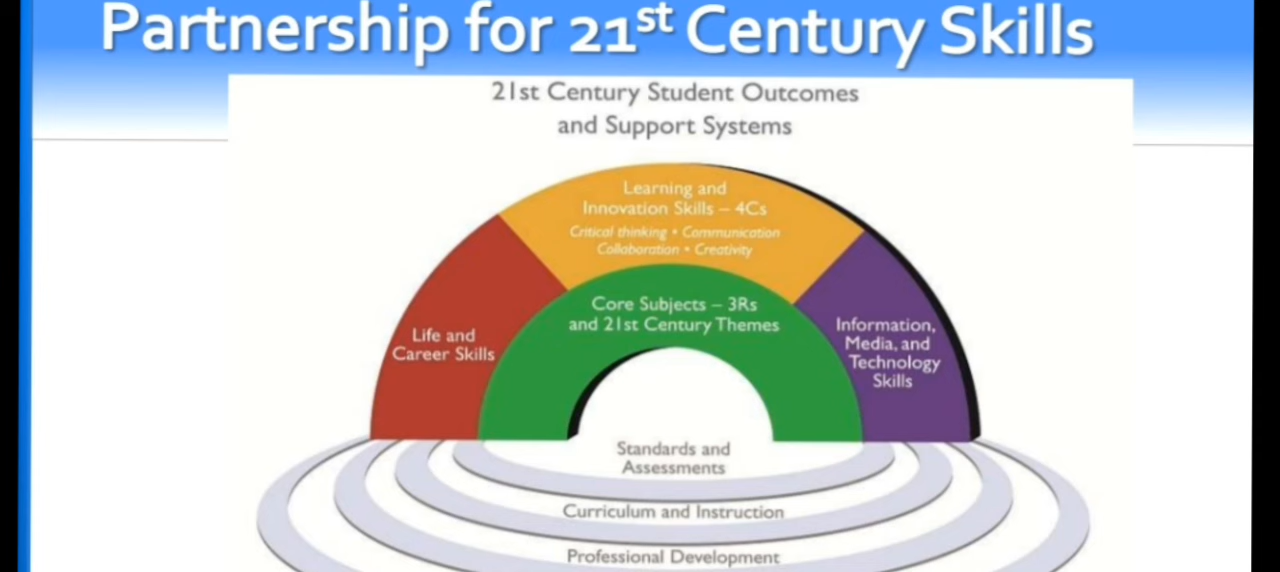 Partnership for 21st Century Skills
21st Century Student Outcomes
and Support Systems
Learning and
Innovation Skills – 4Cs
Critical thinking • Communication
Collaboration • Creativity
Core Subjects – 3Rs
and 21st Century Themes
Life and
Career Skills
Information,
Media, and
Technology
Skills
Standards and
Assessments
Curriculum and Instruction
Professional Development